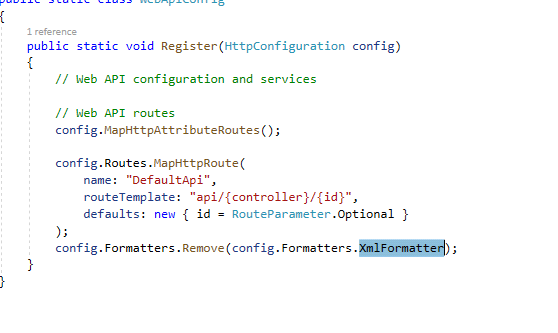 public static class WebApiConfig
{
1 reference
public static void Register(HttpConfiguration config)
{
// Web API configuration and services
// Web API routes
config.MapHttpAttributeRoutes();
config.Routes.MapHttpRoute(
name: "DefaultApi",
routeTemplate: "api/{controller}/{id}",
defaults: new { id = RouteParameter.Optional }
);
config.Formatters.Remove(config.Formatters.XmlFormatter);
}
}